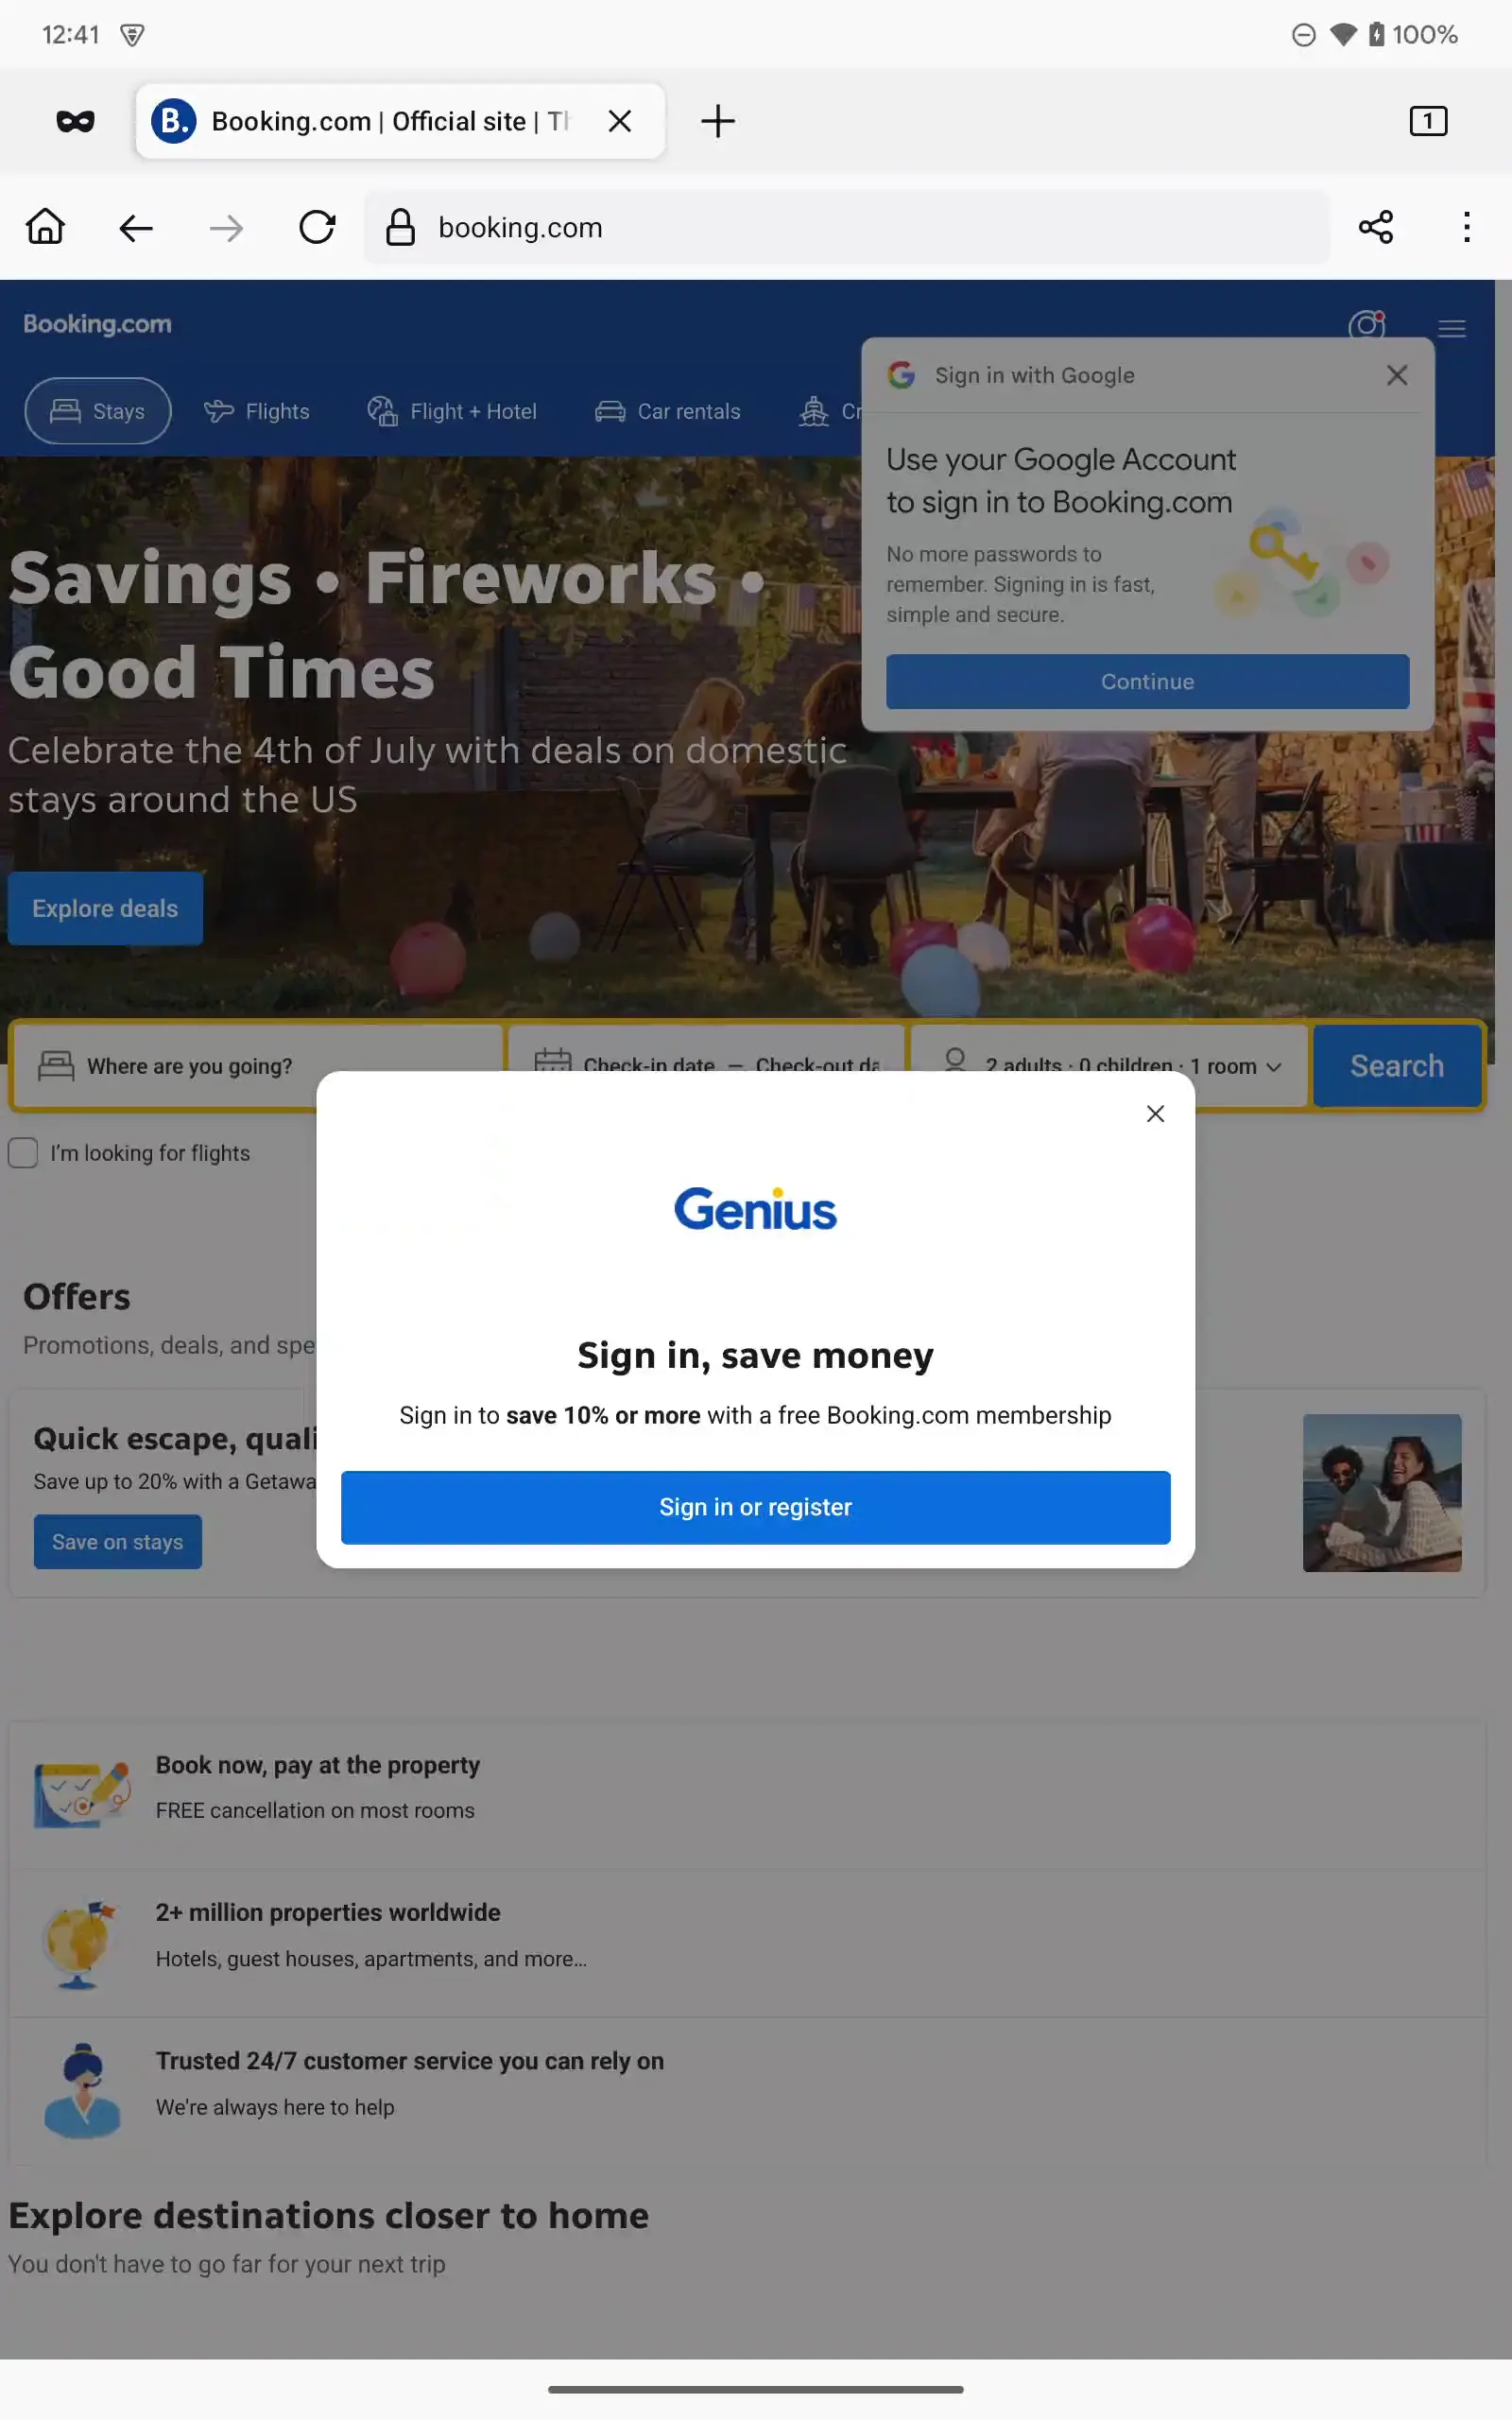 12:41
100%
B. Booking.com | Official site | Th
1
booking.com
Booking.com
Stays
Flights
Flight + Hotel
Car rentals
Cr
Sign in with Google
Use your Google Account
to sign in to Booking.com
No more passwords to
remember. Signing in is fast,
simple and secure.
Continue
Savings • Fireworks •
Good Times
Celebrate the 4th of July with deals on domestic
stays around the US
Explore deals
Where are you going?
Check-in date — Check-out da
2 adults · 0 children · 1 room
Search
I'm looking for flights
Genius
Sign in, save money
Sign in to save 10% or more with a free Booking.com membership
Sign in or register
Offers
Promotions, deals, and spe
Quick escape, quali
Save up to 20% with a Getawa
Save on stays
Book now, pay at the property
FREE cancellation on most rooms
2+ million properties worldwide
Hotels, guest houses, apartments, and more…
Trusted 24/7 customer service you can rely on
We're always here to help
Explore destinations closer to home
You don't have to go far for your next trip